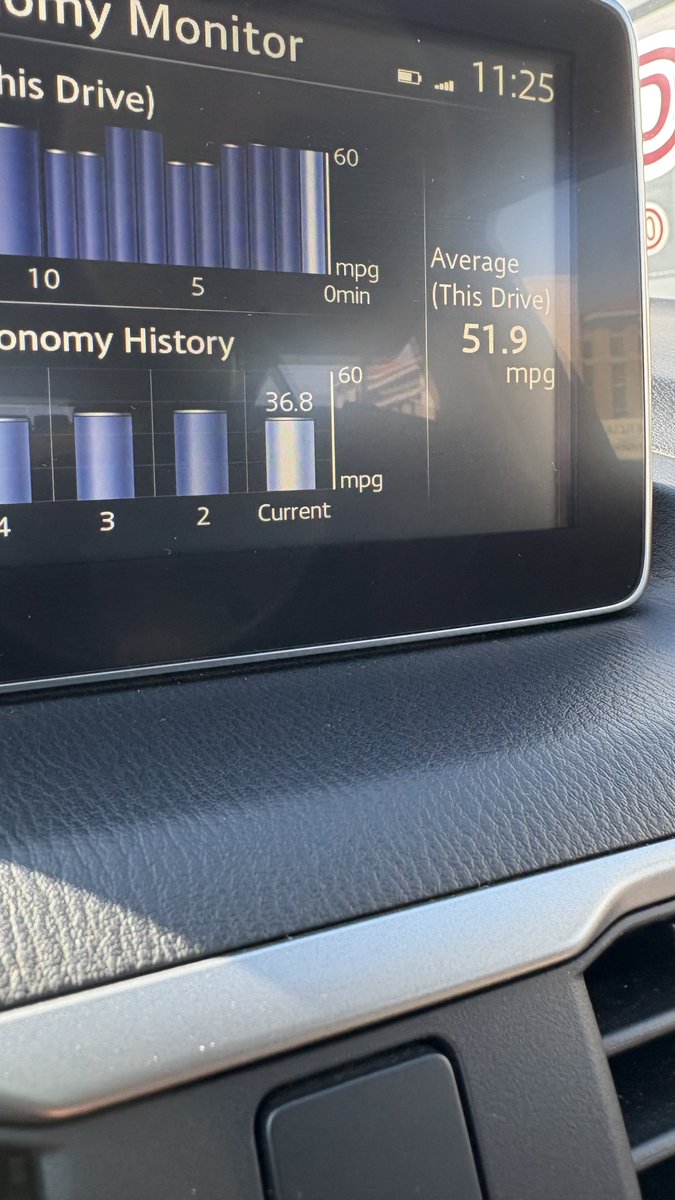 omy Monitor
11:25
his Drive)
60
mpg
10 5 0min
Average
(This Drive)
51.9
mpg
onomy History
60
36.8
mpg
4 3 2 Current